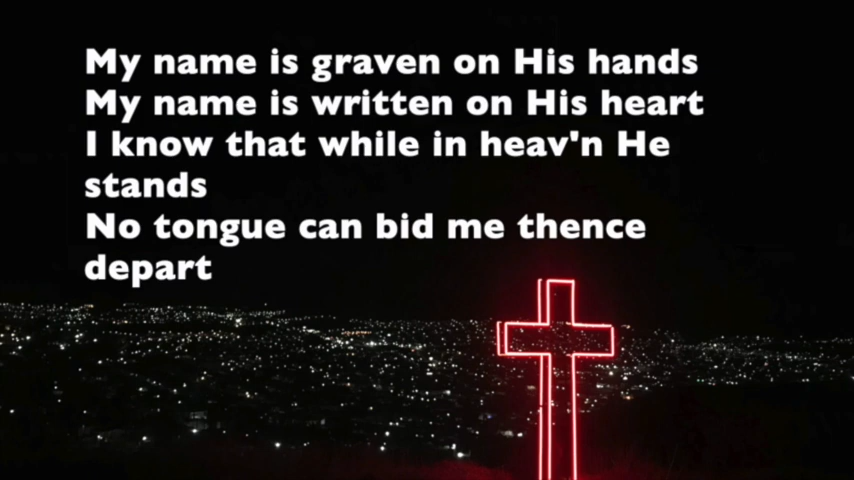 My name is graven on His hands
My name is written on His heart
I know that while in heav'n He
stands
No tongue can bid me thence
depart